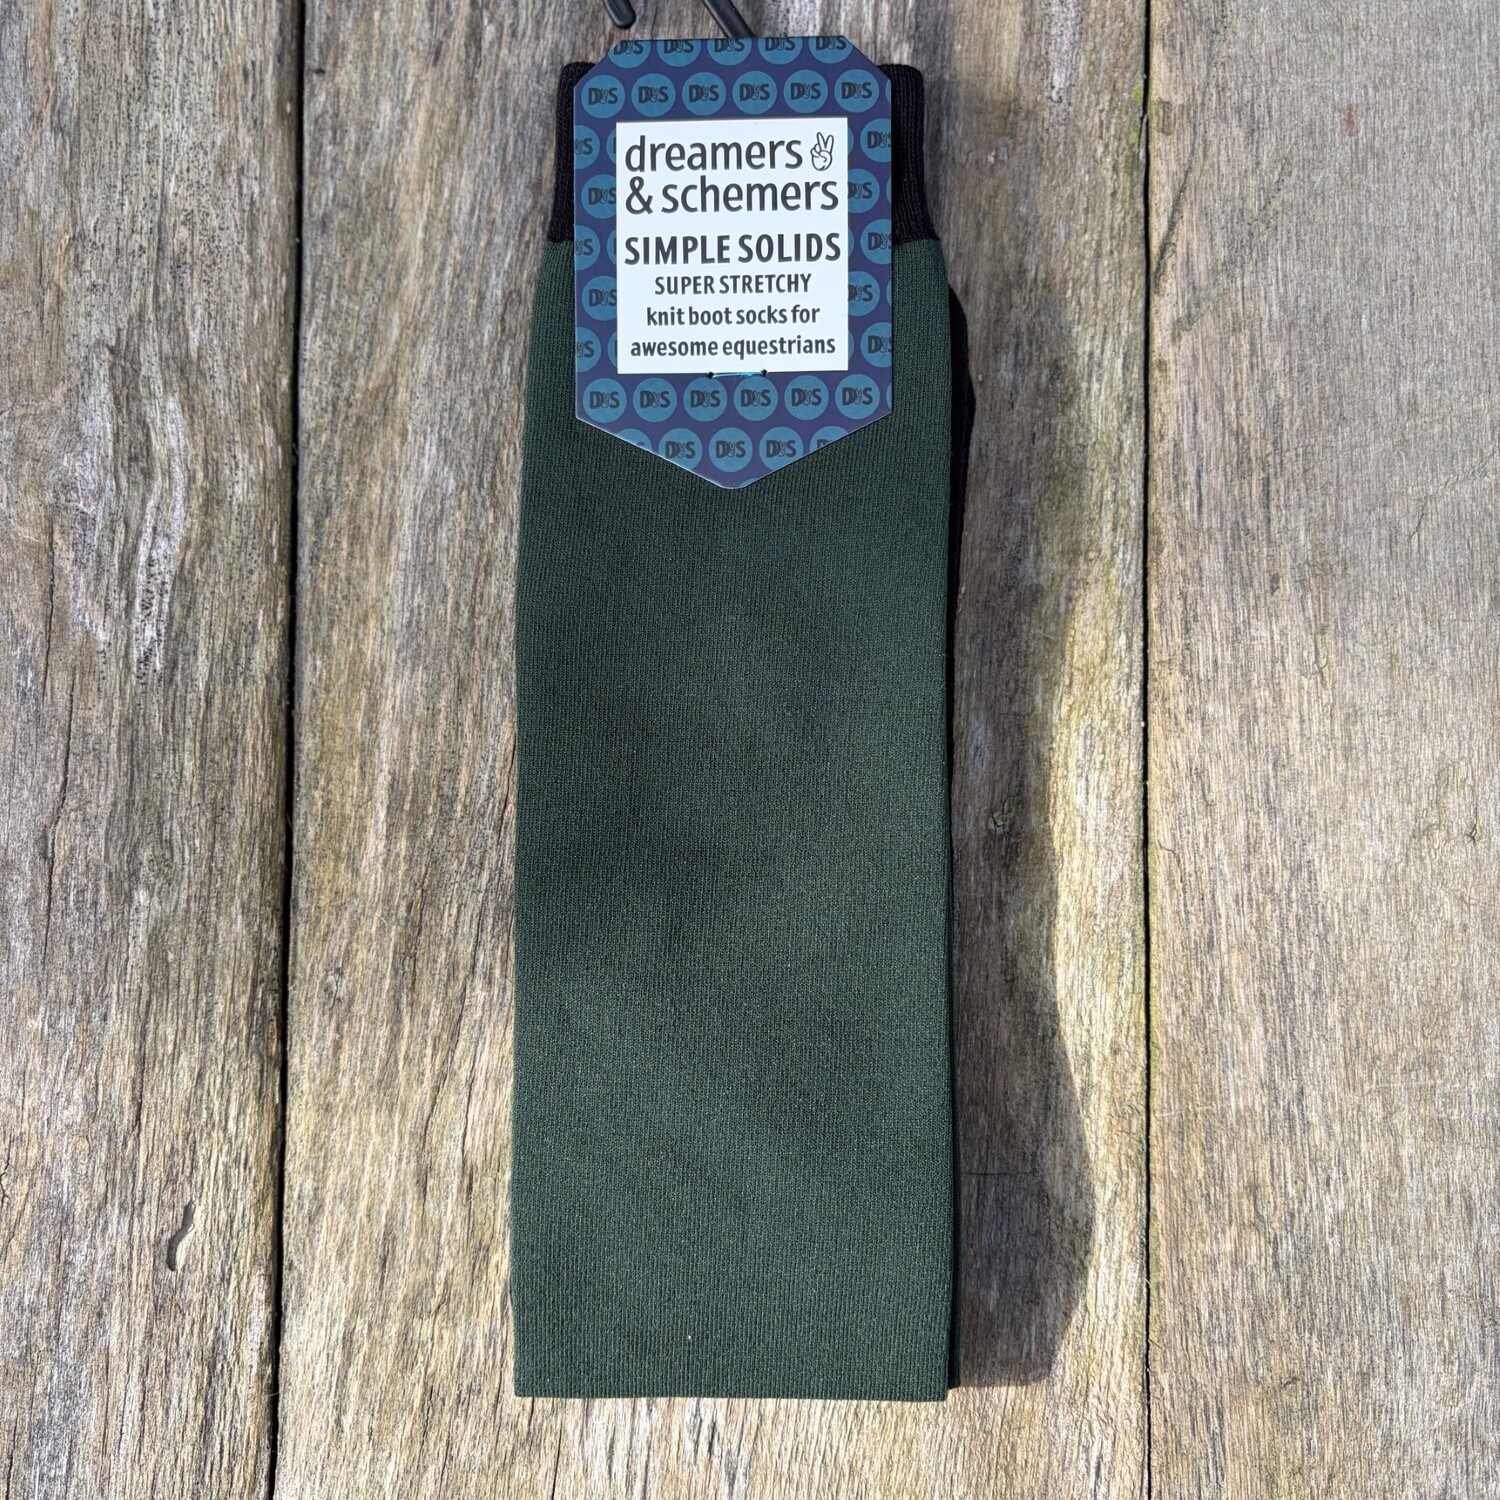 D&S D&S D&S D&S D&S
D&S D&S D&S D&S D&S D&S
dreamers
& schemers
SIMPLE SOLIDS
SUPER STRETCHY
knit boot socks for
awesome equestrians
D&S D&S D&S D&S D&S D&S
D&S D&S